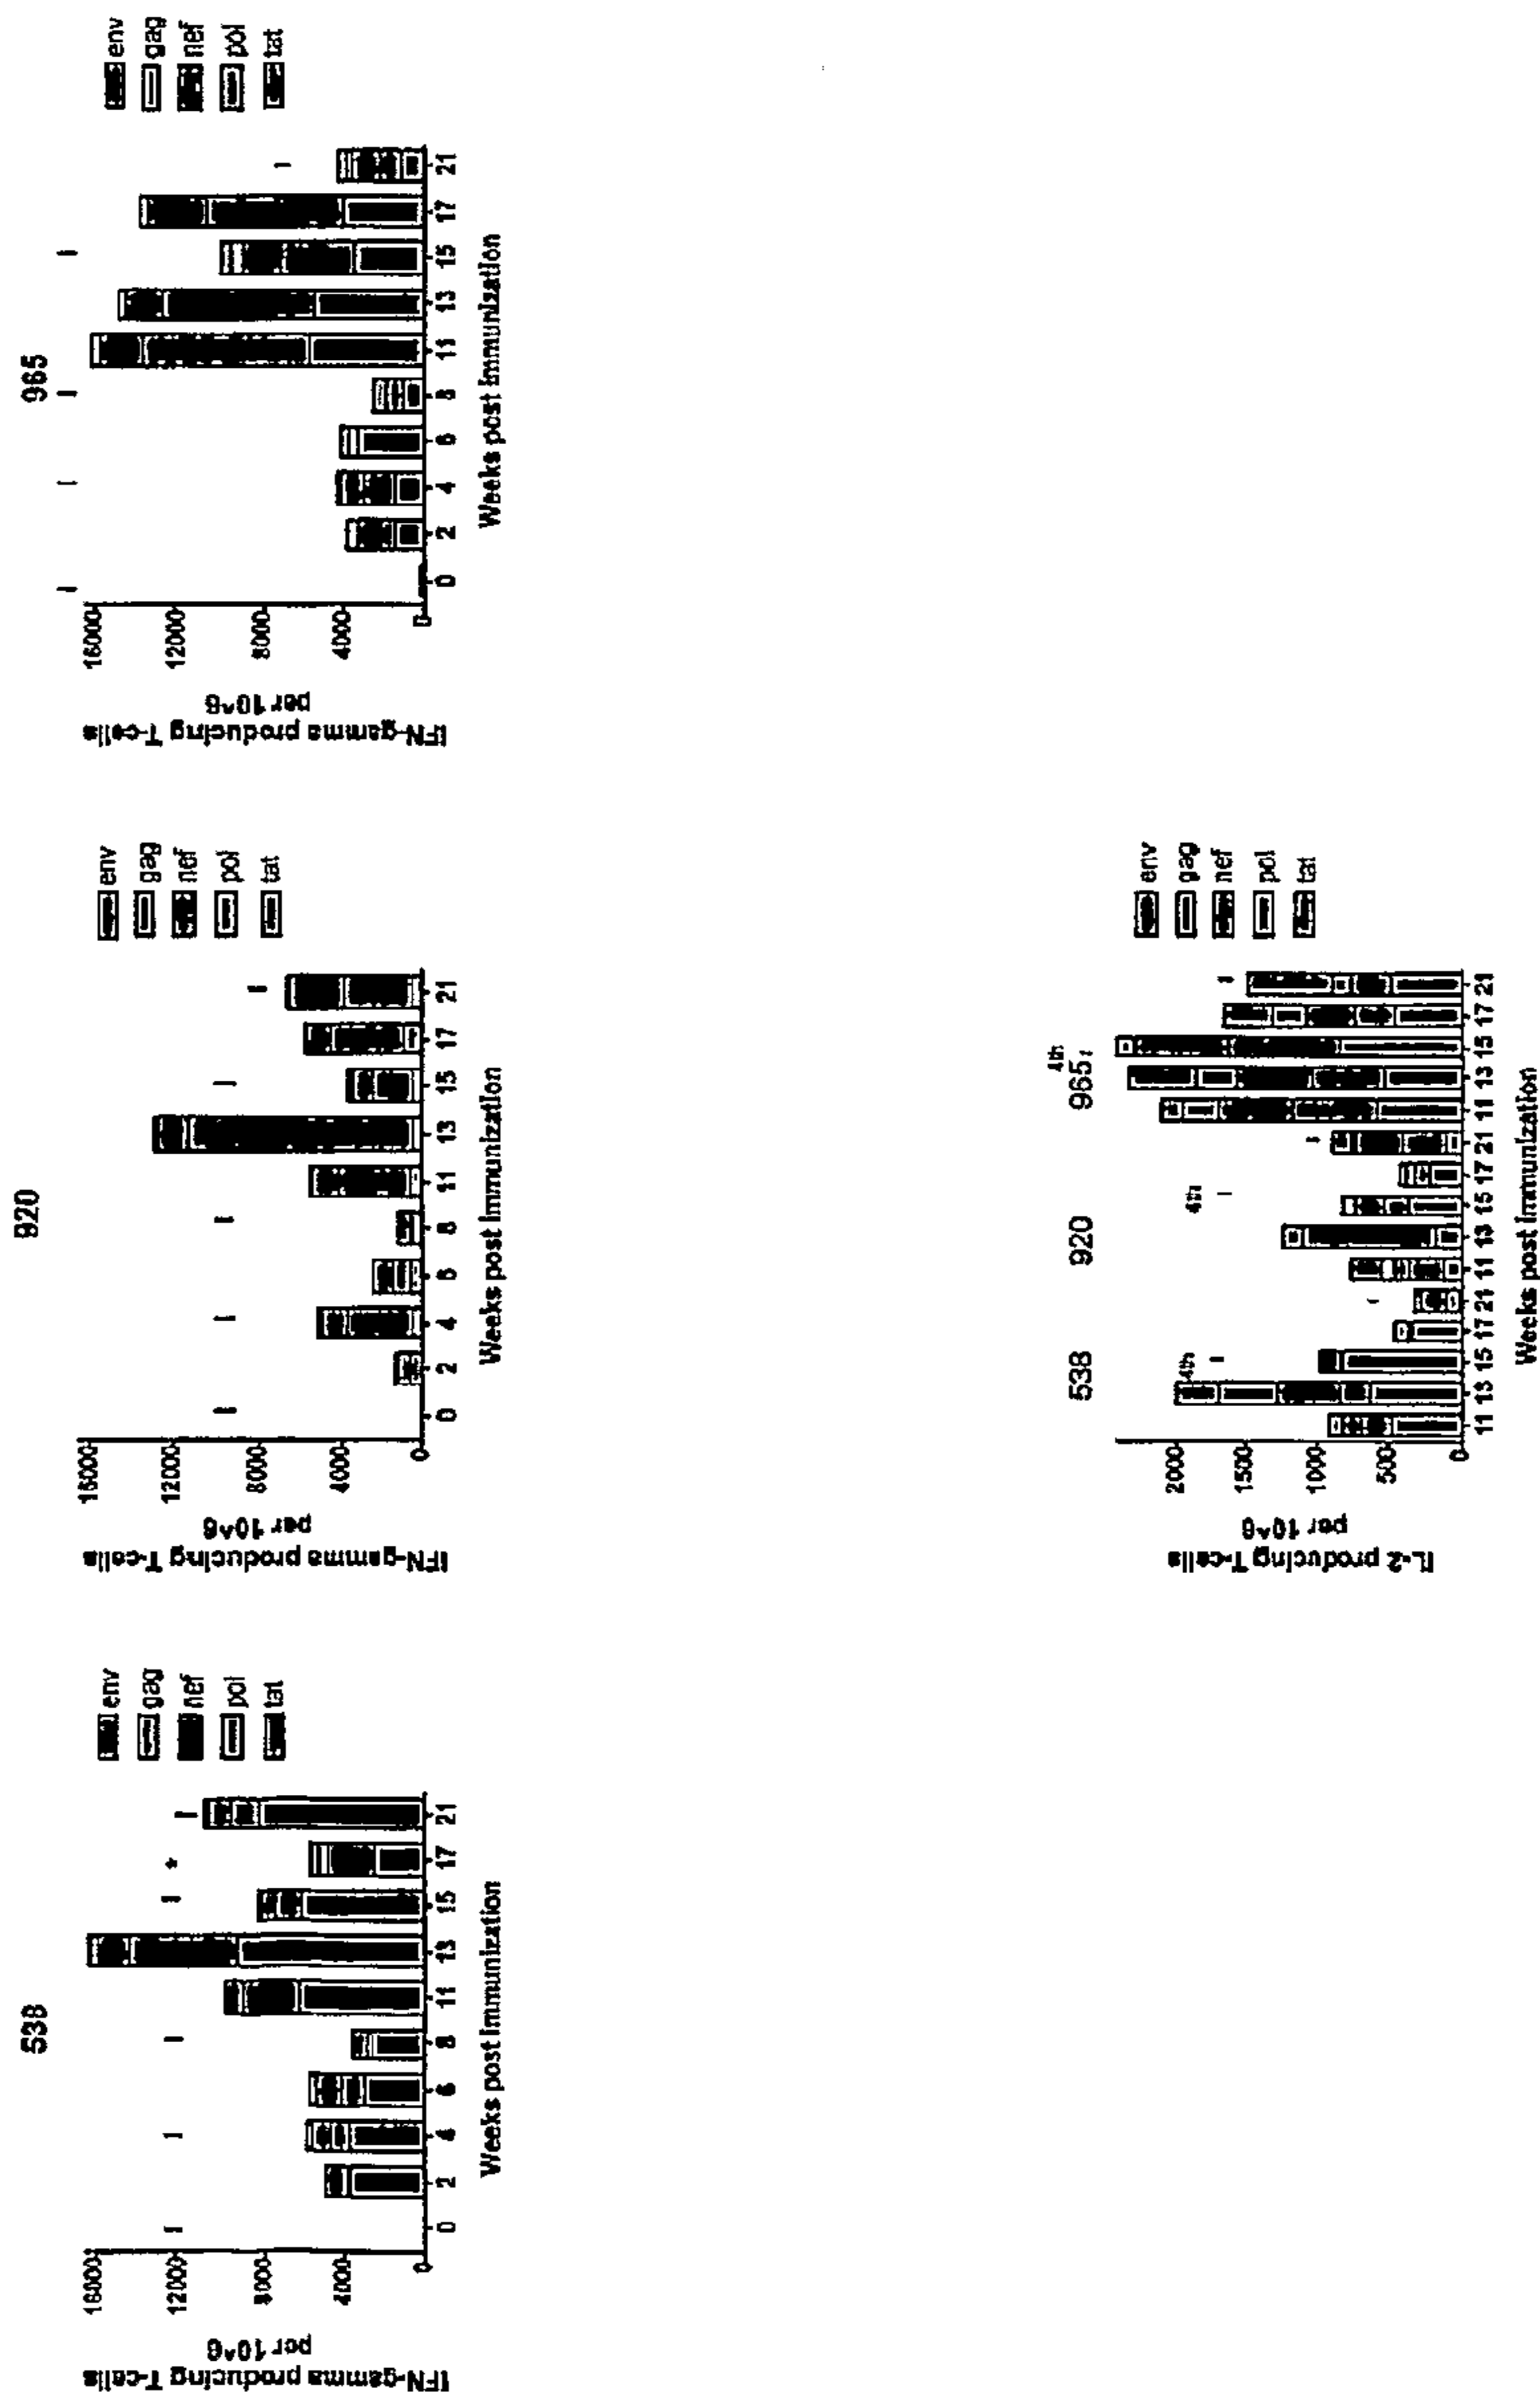 538
IFN-gamma producing T-cells
per 10^6
16000
12000
8000
4000
0
0 2 4 6 8 11 13 15 17 21
Weeks post immunization
env
gag
nef
pol
tat
920
IFN-gamma producing T-cells
per 10^6
16000
12000
8000
4000
0
0 2 4 6 8 11 13 15 17 21
Weeks post immunization
env
gag
nef
pol
tat
965
IFN-gamma producing T-cells
per 10^6
16000
12000
8000
4000
0
0 2 4 6 8 11 13 15 17 21
Weeks post immunization
env
gag
nef
pol
tat
538 920 965
4th 4th 4th
IL-2 producing T-cells
per 10^6
2000
1500
1000
500
0
11 13 15 17 21 11 13 15 17 21 11 13 15 17 21
Weeks post immunization
env
gag
nef
pol
tat